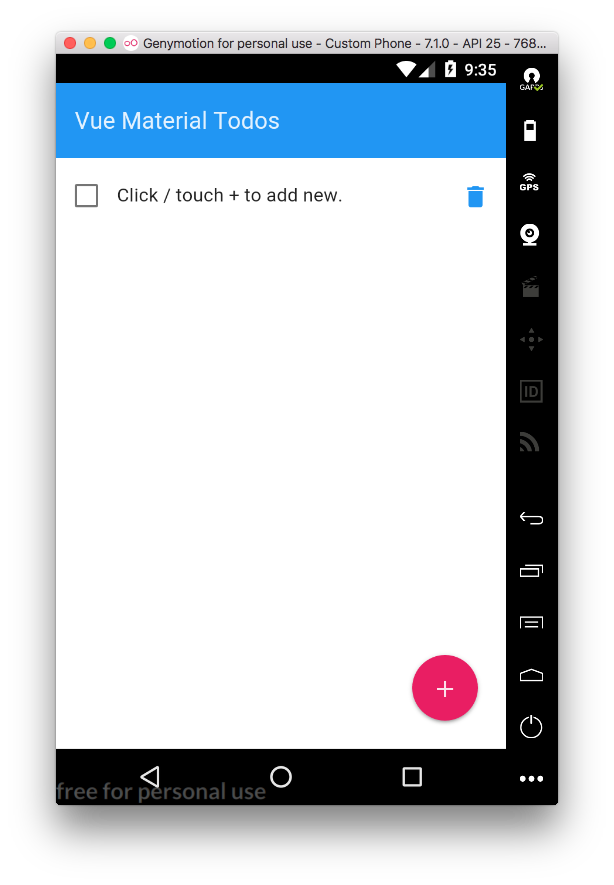 Genymotion for personal use - Custom Phone - 7.1.0 - API 25 - 768...
9:35
GAPPS
Vue Material Todos
Click / touch + to add new.
GPS
ID
free for personal use